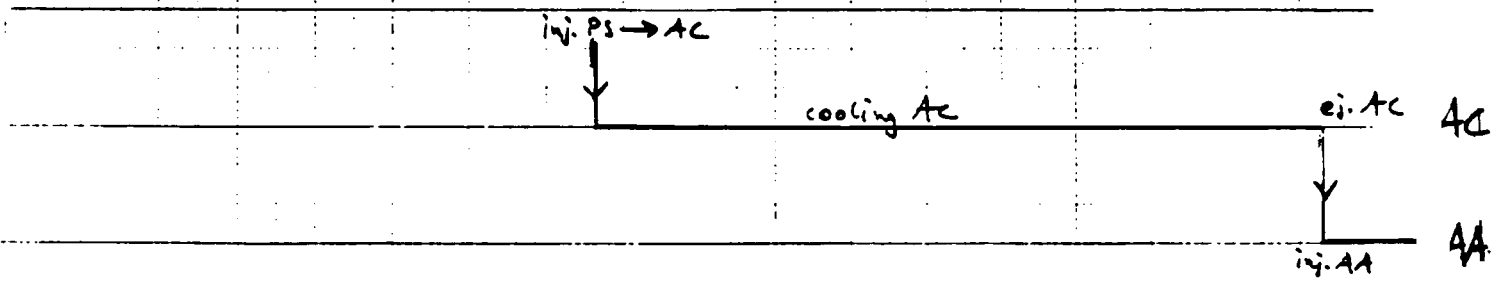 inj. PS → AC
cooling AC
ej. AC
AC
inj. AA
AA